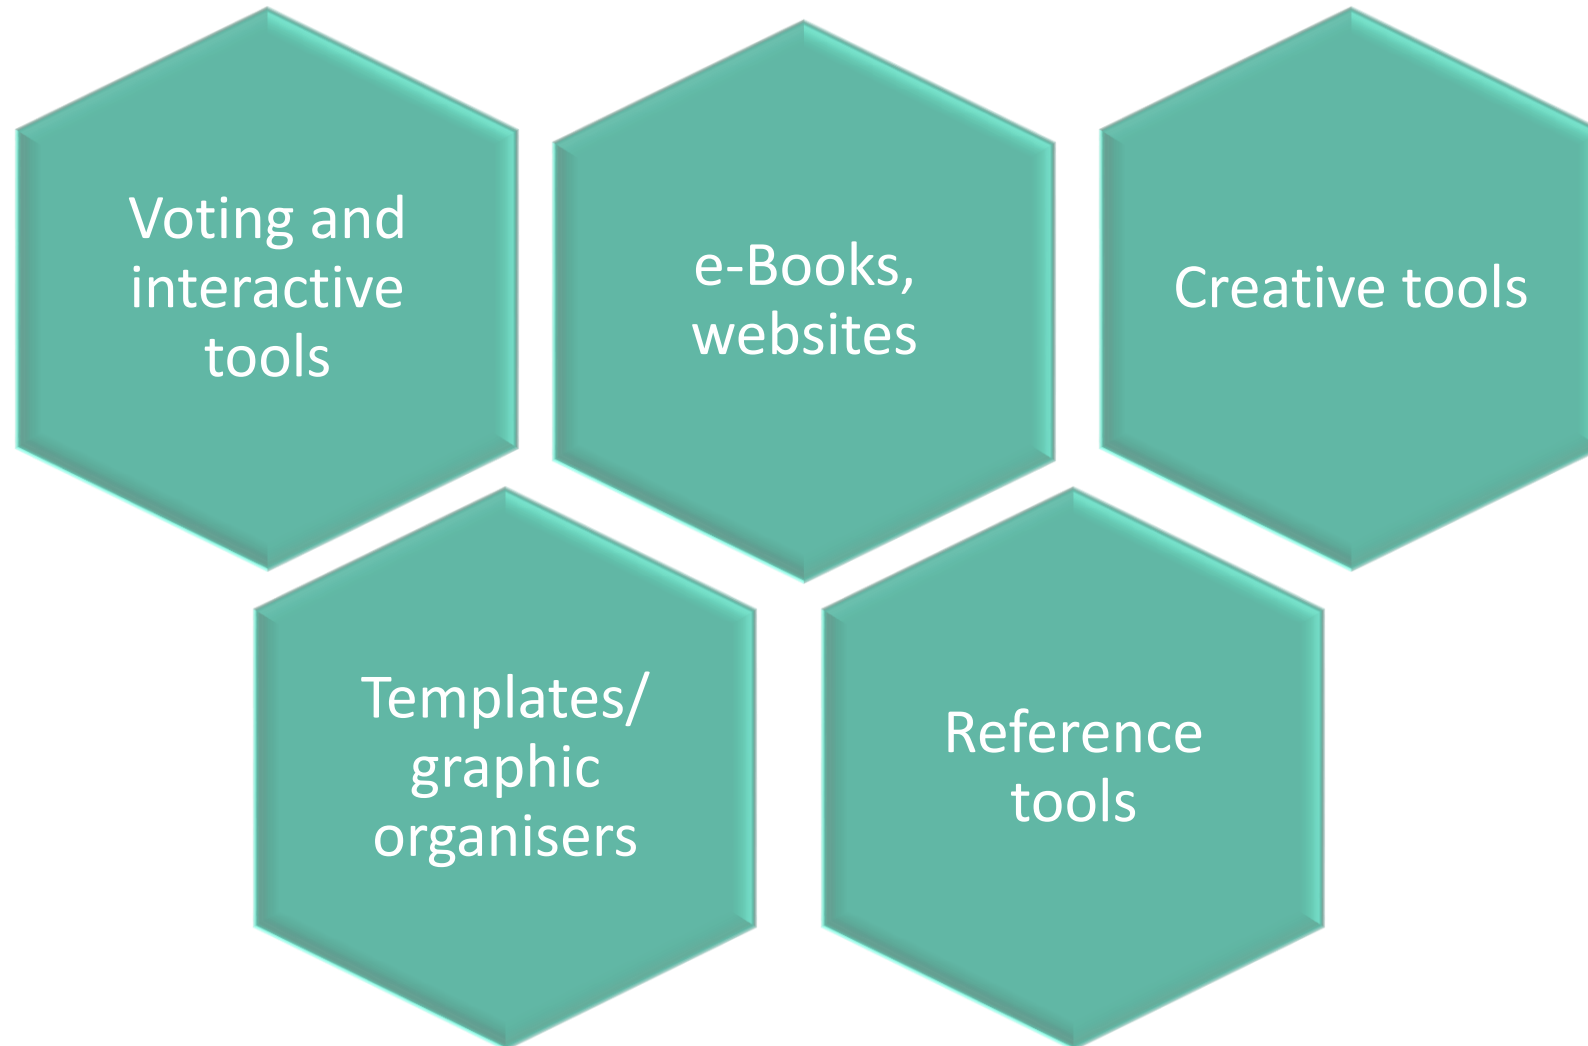 Voting and
interactive
tools
e-Books,
websites
Creative tools
Templates/
graphic
organisers
Reference
tools